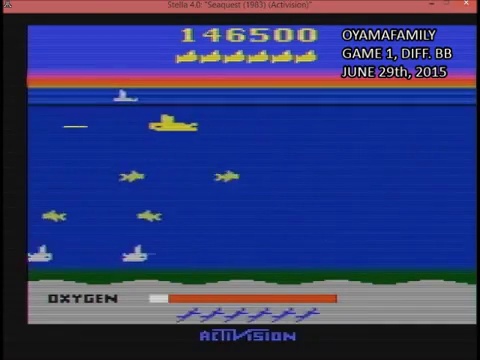 Stella 4.0: "Seaquest (1983) (Activision)"
146500
OYAMAFAMILY
GAME 1, DIFF. BB
JUNE 29th, 2015
OXYGEN
ACTIVISION